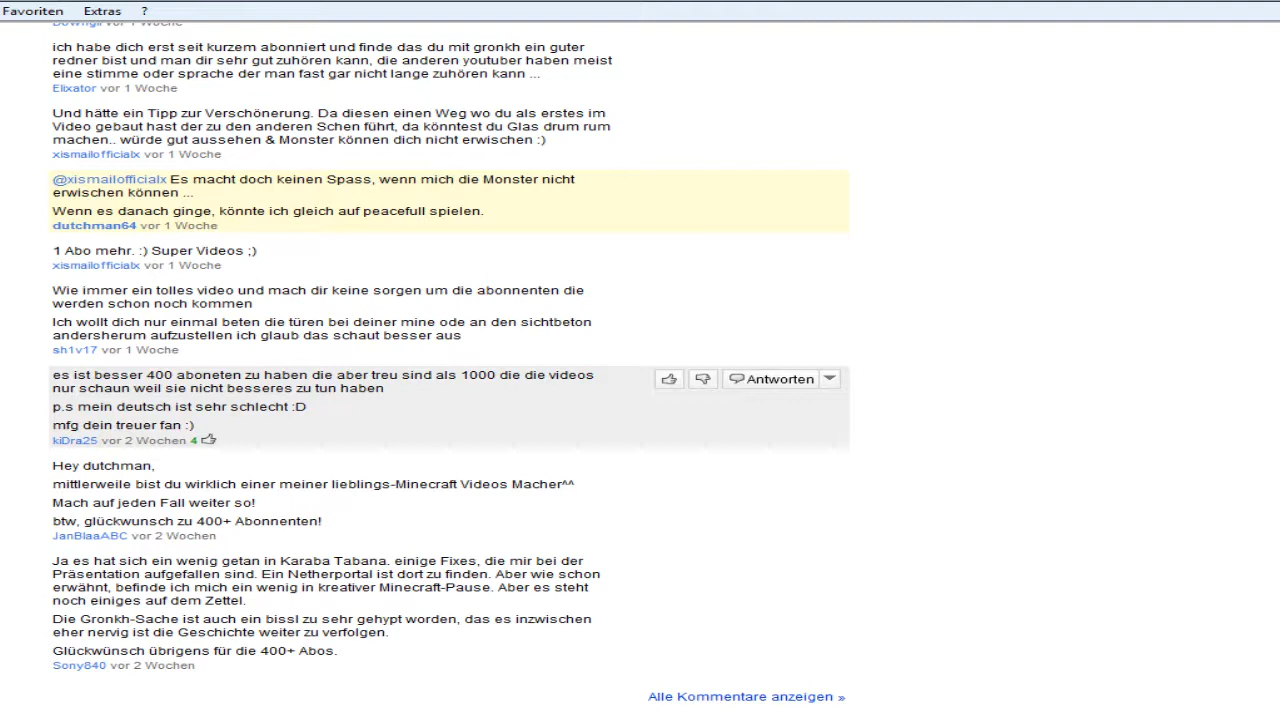 Favoriten Extras ?
Downgil vor 1 Woche
ich habe dich erst seit kurzem abonniert und finde das du mit gronkh ein guter
redner bist und man dir sehr gut zuhören kann, die anderen youtuber haben meist
eine stimme oder sprache der man fast gar nicht lange zuhören kann ...
Elixator vor 1 Woche
Und hätte ein Tipp zur Verschönerung. Da diesen einen Weg wo du als erstes im
Video gebaut hast der zu den anderen Schen führt, da könntest du Glas drum rum
machen.. würde gut aussehen & Monster können dich nicht erwischen :)
xismailofficialx vor 1 Woche
@xismailofficialx Es macht doch keinen Spass, wenn mich die Monster nicht
erwischen können ...
Wenn es danach ginge, könnte ich gleich auf peacefull spielen.
dutchman64 vor 1 Woche
1 Abo mehr. :) Super Videos ;)
xismailofficialx vor 1 Woche
Wie immer ein tolles video und mach dir keine sorgen um die abonnenten die
werden schon noch kommen
Ich wollt dich nur einmal beten die türen bei deiner mine ode an den sichtbeton
andersherum aufzustellen ich glaub das schaut besser aus
sh1v17 vor 1 Woche
es ist besser 400 aboneten zu haben die aber treu sind als 1000 die die videos
nur schaun weil sie nicht besseres zu tun haben
Antworten
p.s mein deutsch ist sehr schlecht :D
mfg dein treuer fan :)
kiDra25 vor 2 Wochen 4
Hey dutchman,
mittlerweile bist du wirklich einer meiner lieblings-Minecraft Videos Macher^^
Mach auf jeden Fall weiter so!
btw, glückwunsch zu 400+ Abonnenten!
JanBlaaABC vor 2 Wochen
Ja es hat sich ein wenig getan in Karaba Tabana. einige Fixes, die mir bei der
Präsentation aufgefallen sind. Ein Netherportal ist dort zu finden. Aber wie schon
erwähnt, befinde ich mich ein wenig in kreativer Minecraft-Pause. Aber es steht
noch einiges auf dem Zettel.
Die Gronkh-Sache ist auch ein bissl zu sehr gehypt worden, das es inzwischen
eher nervig ist die Geschichte weiter zu verfolgen.
Glückwünsch übrigens für die 400+ Abos.
Sony840 vor 2 Wochen
Alle Kommentare anzeigen »